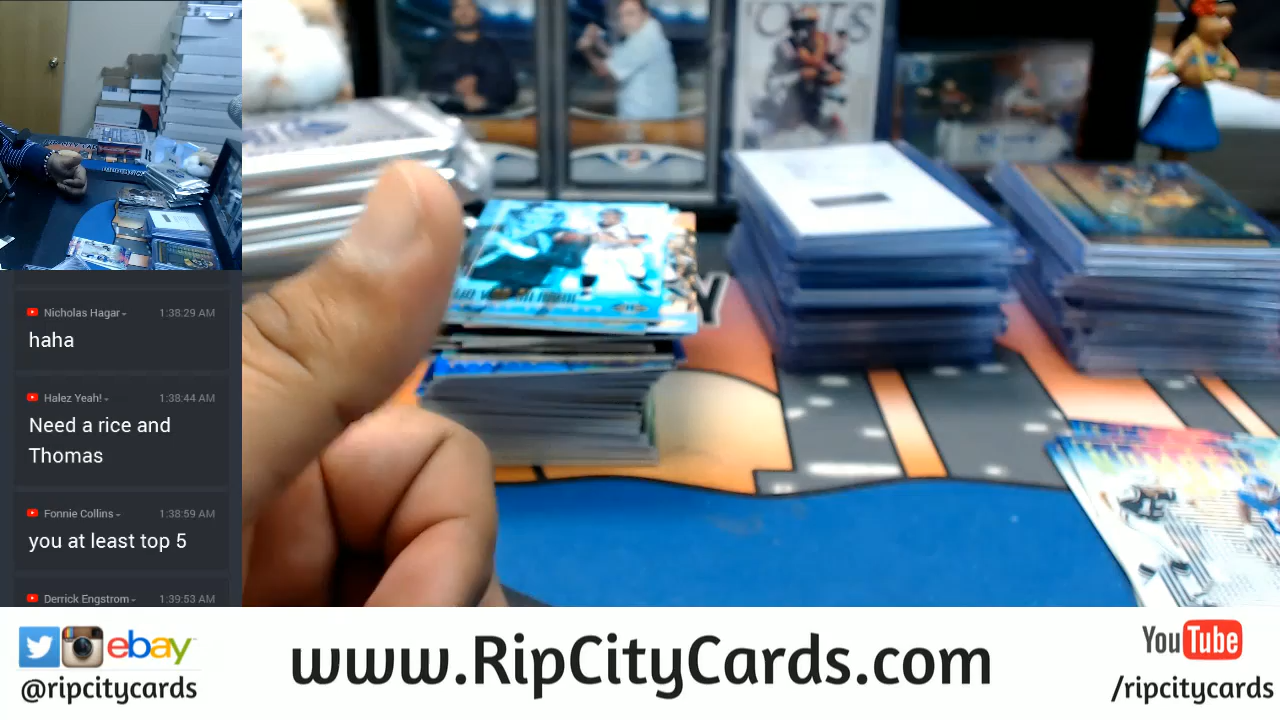 Nicholas Hagar 1:38:29 AM
haha
Halez Yeah! 1:38:44 AM
Need a rice and
Thomas
Fonnie Collins 1:38:59 AM
you at least top 5
Derrick Engstrom 1:39:53 AM
ebay
@ripcitycards
www.RipCityCards.com
YouTube
/ripcitycards